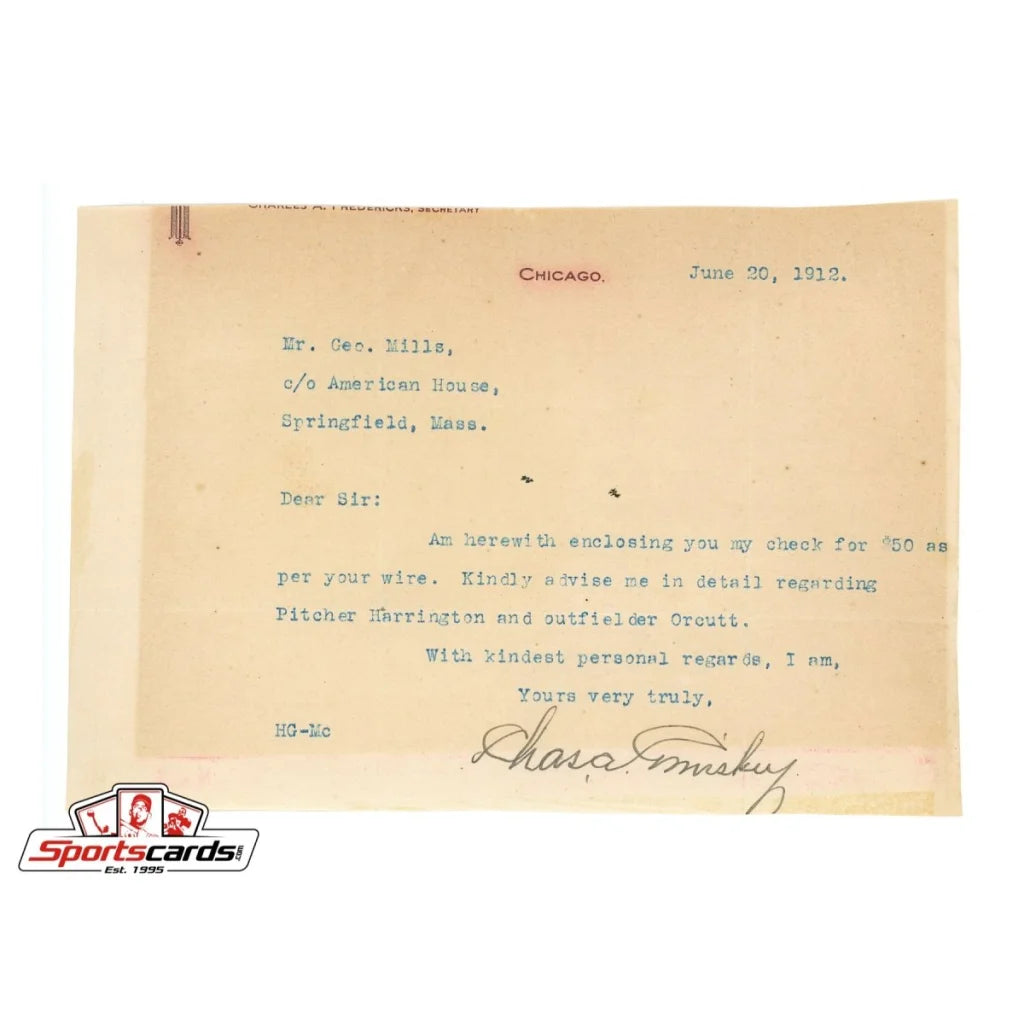 CHARLES A. FREDERICKS, SECRETARY
CHICAGO.
June 20, 1912.
Mr. Geo. Mills,
c/o American House,
Springfield, Mass.
Dear Sir:
Am herewith enclosing you my check for $50 as
per your wire. Kindly advise me in detail regarding
Pitcher Harrington and outfielder Orcutt.
With kindest personal regards, I am,
Yours very truly,
HG-Mc
Chas. A. Comiskey
Sportscards.com
Est. 1995